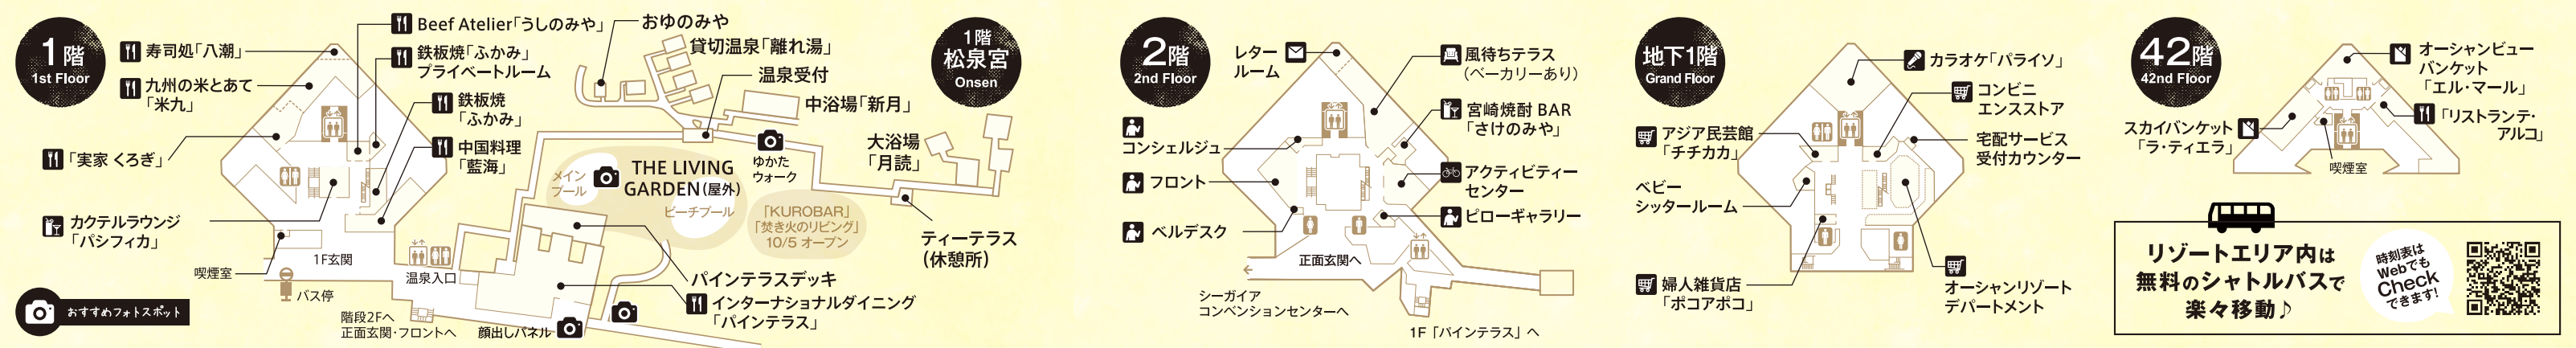 1階
1st Floor
寿司処「八潮」
九州の米とあて
「米九」
「実家 くろぎ」
カクテルラウンジ
「パシフィカ」
喫煙室
おすすめフォトスポット
Beef Atelier「うしのみや」
鉄板焼「ふかみ」
プライベートルーム
鉄板焼
「ふかみ」
中国料理
「藍海」
1F玄関
バス停
温泉入口
階段2Fへ
正面玄関・フロントへ
顔出しパネル
おゆのみや
貸切温泉「離れ湯」
温泉受付
中浴場「新月」
大浴場
「月読」
1階
松泉宮
Onsen
THE LIVING
GARDEN(屋外)
メイン
プール
ビーチプール
ゆかた
ウォーク
「KUROBAR」
「焚き火のリビング」
10/5 オープン
ティーテラス
(休憩所)
パインテラスデッキ
インターナショナルダイニング
「パインテラス」
2階
2nd Floor
レター
ルーム
コンシェルジュ
フロント
ベルデスク
風待ちテラス
(ベーカリーあり)
宮崎焼酎 BAR
「さけのみや」
アクティビティー
センター
ピローギャラリー
正面玄関へ
シーガイア
コンベンションセンターへ
1F「パインテラス」へ
地下1階
Grand Floor
カラオケ「パライソ」
コンビニ
エンスストア
宅配サービス
受付カウンター
アジア民芸館
「チチカカ」
ベビー
シッタールーム
婦人雑貨店
「ポコアポコ」
オーシャンリゾート
デパートメント
42階
42nd Floor
オーシャンビュー
バンケット
「エル・マール」
「リストランテ・
アルコ」
スカイバンケット
「ラ・ティエラ」
喫煙室
リゾートエリア内は
無料のシャトルバスで
楽々移動♪
時刻表は
Webでも
Check
できます!